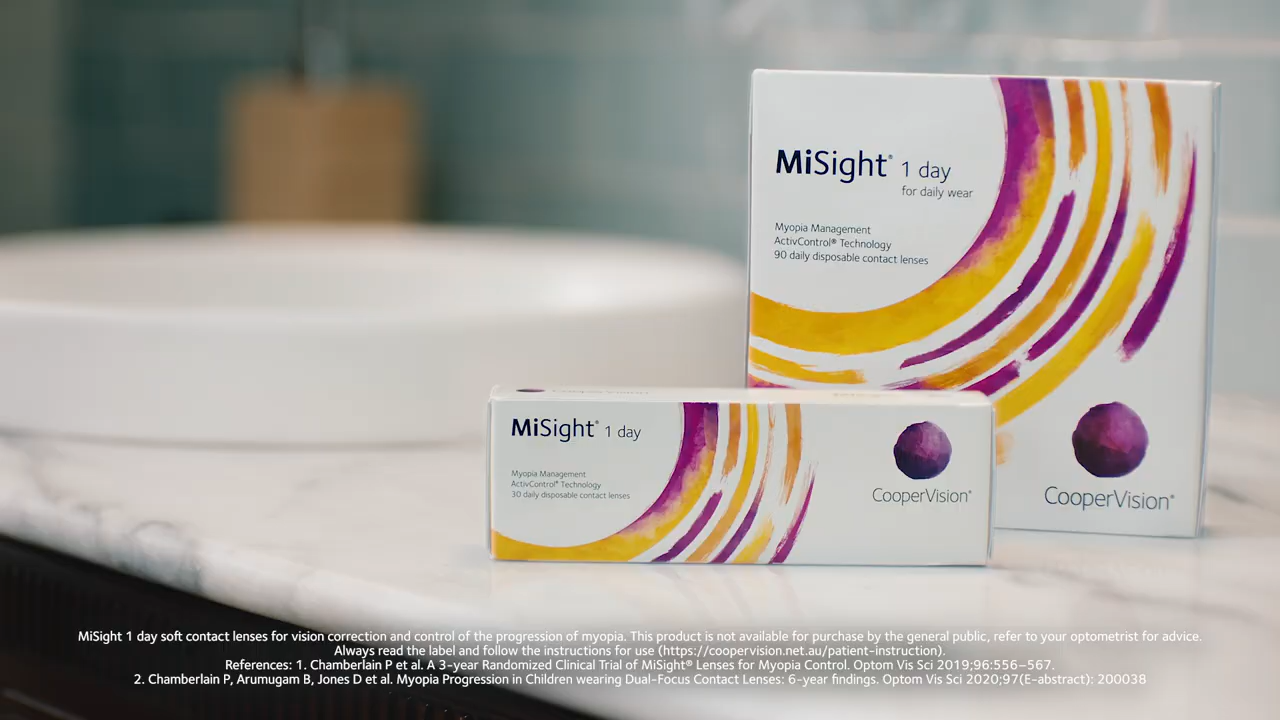 MiSight® 1 day
for daily wear
Myopia Management
ActivControl® Technology
90 daily disposable contact lenses
CooperVision®
MiSight® 1 day
Myopia Management
ActivControl® Technology
30 daily disposable contact lenses
CooperVision®
MiSight 1 day soft contact lenses for vision correction and control of the progression of myopia. This product is not available for purchase by the general public, refer to your optometrist for advice.
Always read the label and follow the instructions for use (https://coopervision.net.au/patient-instruction).
References: 1. Chamberlain P et al. A 3-year Randomized Clinical Trial of MiSight® Lenses for Myopia Control. Optom Vis Sci 2019;96:556–567.
2. Chamberlain P, Arumugam B, Jones D et al. Myopia Progression in Children wearing Dual-Focus Contact Lenses: 6-year findings. Optom Vis Sci 2020;97(E-abstract): 200038